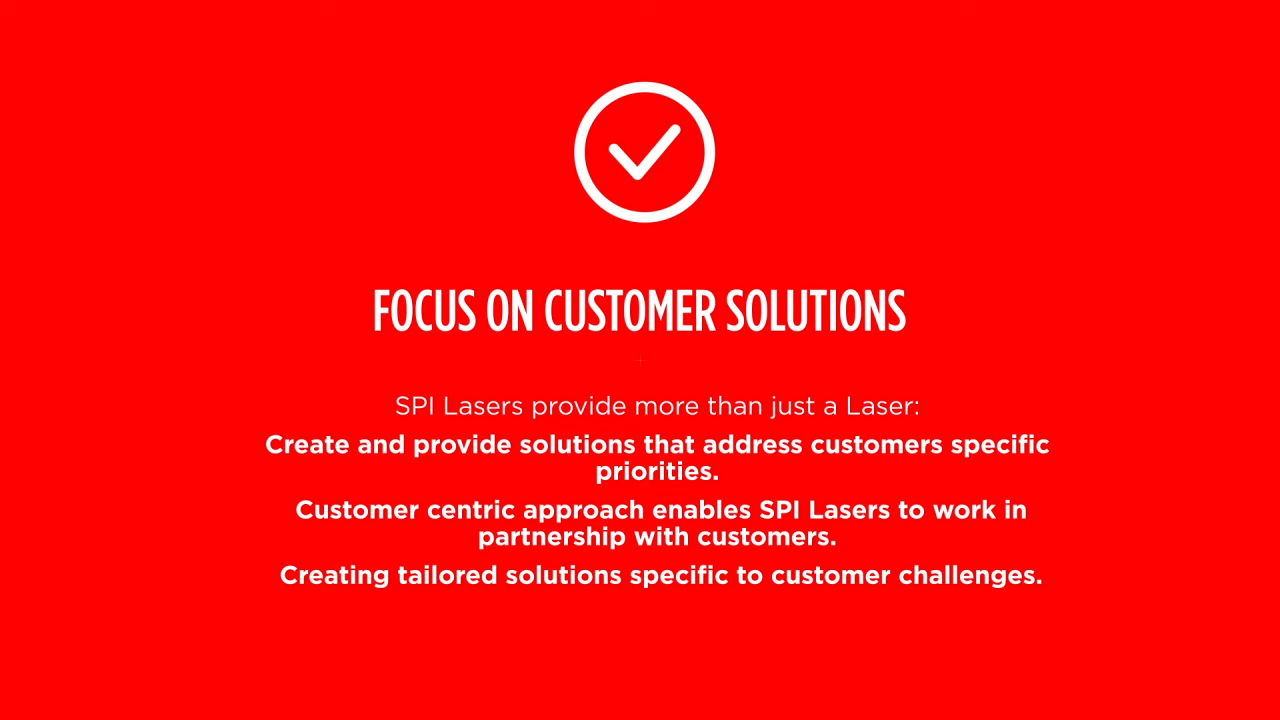 FOCUS ON CUSTOMER SOLUTIONS
SPI Lasers provide more than just a Laser:
Create and provide solutions that address customers specific
priorities.
Customer centric approach enables SPI Lasers to work in
partnership with customers.
Creating tailored solutions specific to customer challenges.